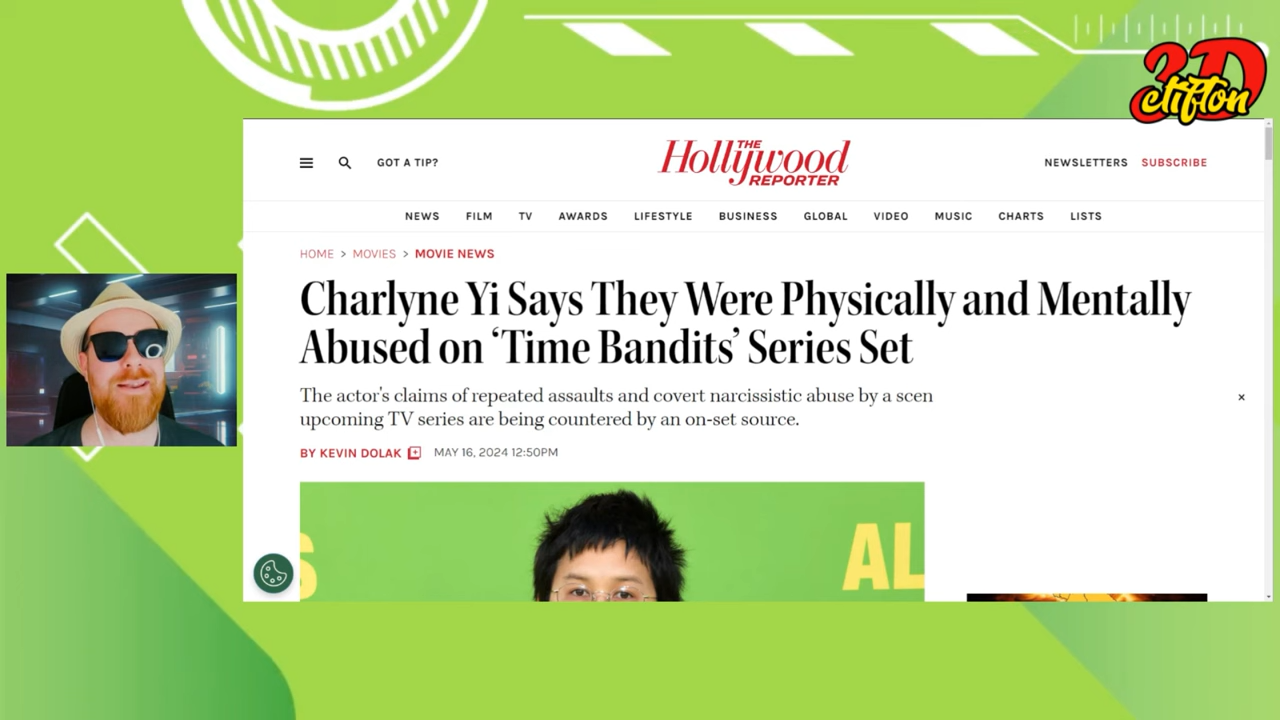 3D
clifton
GOT A TIP?
THE
Hollywood
REPORTER
NEWSLETTERS SUBSCRIBE
NEWS FILM TV AWARDS LIFESTYLE BUSINESS GLOBAL VIDEO MUSIC CHARTS LISTS
HOME > MOVIES > MOVIE NEWS
Charlyne Yi Says They Were Physically and Mentally
Abused on ‘Time Bandits’ Series Set
The actor's claims of repeated assaults and covert narcissistic abuse by a scen
upcoming TV series are being countered by an on-set source.
BY KEVIN DOLAK MAY 16, 2024 12:50PM
S AL